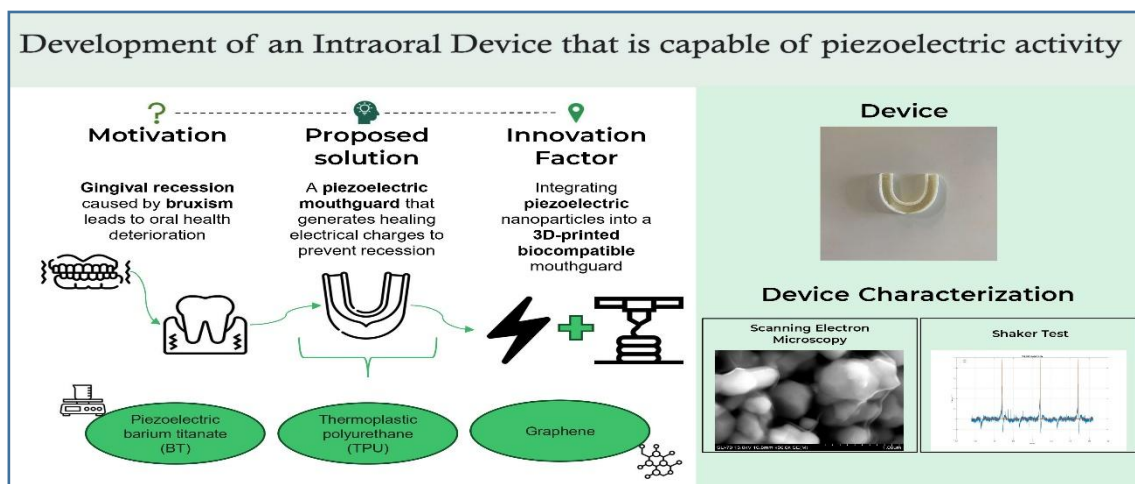 Development of an Intraoral Device that is capable of piezoelectric activity
?
Motivation
Gingival recession
caused by bruxism
leads to oral health
deterioration
Proposed
solution
A piezoelectric
mouthguard that
generates healing
electrical charges to
prevent recession
Innovation
Factor
Integrating
piezoelectric
nanoparticles into a
3D-printed
biocompatible
mouthguard
Piezoelectric
barium titanate
(BT)
Thermoplastic
polyurethane
(TPU)
Graphene
Device
Device Characterization
Scanning Electron
Microscopy
Shaker Test